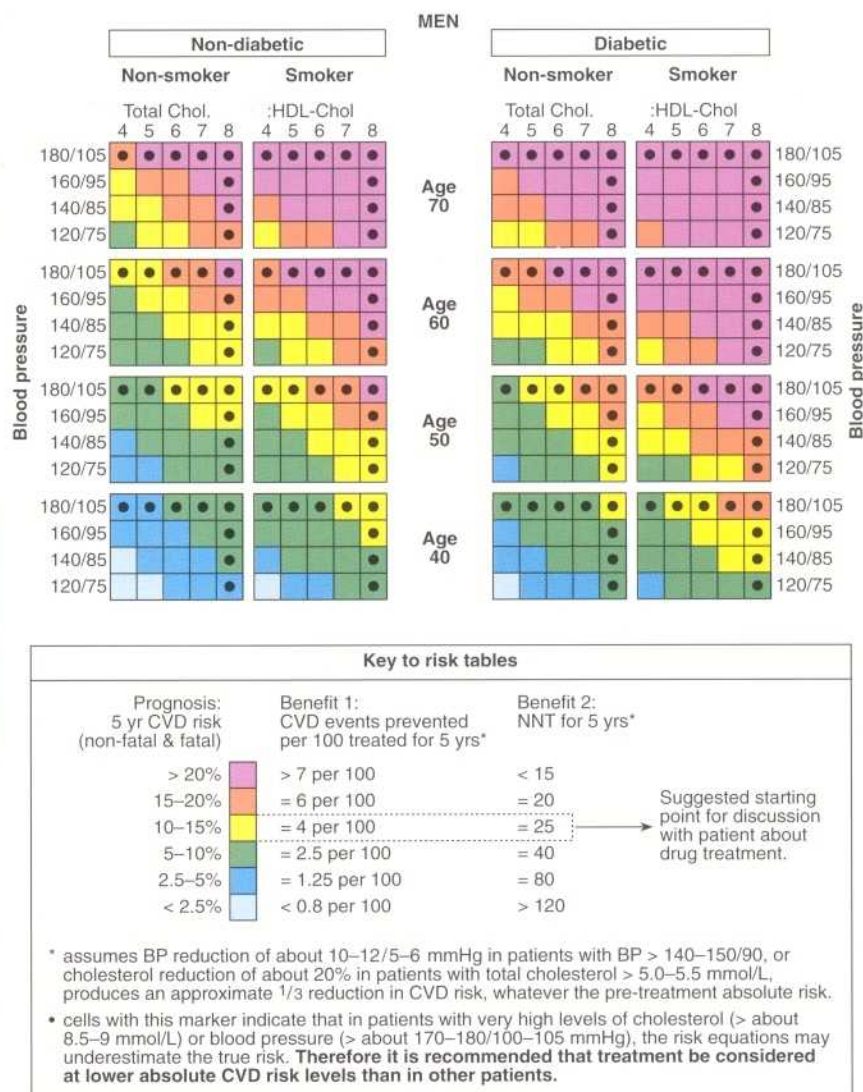 MEN
Non-diabetic
Diabetic
Non-smoker Smoker
Non-smoker Smoker
Total Chol. :HDL-Chol
Total Chol. :HDL-Chol
4 5 6 7 8 4 5 6 7 8
4 5 6 7 8 4 5 6 7 8
Blood pressure
180/105 180/105
160/95 Age 160/95
140/85 70 140/85
120/75 120/75
180/105 180/105
160/95 Age 160/95
140/85 60 140/85
120/75 120/75
180/105 180/105
160/95 Age 160/95
140/85 50 140/85
120/75 120/75
180/105 180/105
160/95 Age 160/95
140/85 40 140/85
120/75 120/75
Blood pressure
Key to risk tables
Prognosis: Benefit 1: Benefit 2:
5 yr CVD risk CVD events prevented NNT for 5 yrs*
(non-fatal & fatal) per 100 treated for 5 yrs*
> 20% > 7 per 100 < 15
15–20% = 6 per 100 = 20
10–15% = 4 per 100 = 25
5–10% = 2.5 per 100 = 40
2.5–5% = 1.25 per 100 = 80
< 2.5% < 0.8 per 100 > 120
Suggested starting
point for discussion
with patient about
drug treatment.
* assumes BP reduction of about 10–12/5–6 mmHg in patients with BP > 140–150/90, or
cholesterol reduction of about 20% in patients with total cholesterol > 5.0–5.5 mmol/L,
produces an approximate 1/3 reduction in CVD risk, whatever the pre-treatment absolute risk.
• cells with this marker indicate that in patients with very high levels of cholesterol (> about
8.5–9 mmol/L) or blood pressure (> about 170–180/100–105 mmHg), the risk equations may
underestimate the true risk. Therefore it is recommended that treatment be considered
at lower absolute CVD risk levels than in other patients.